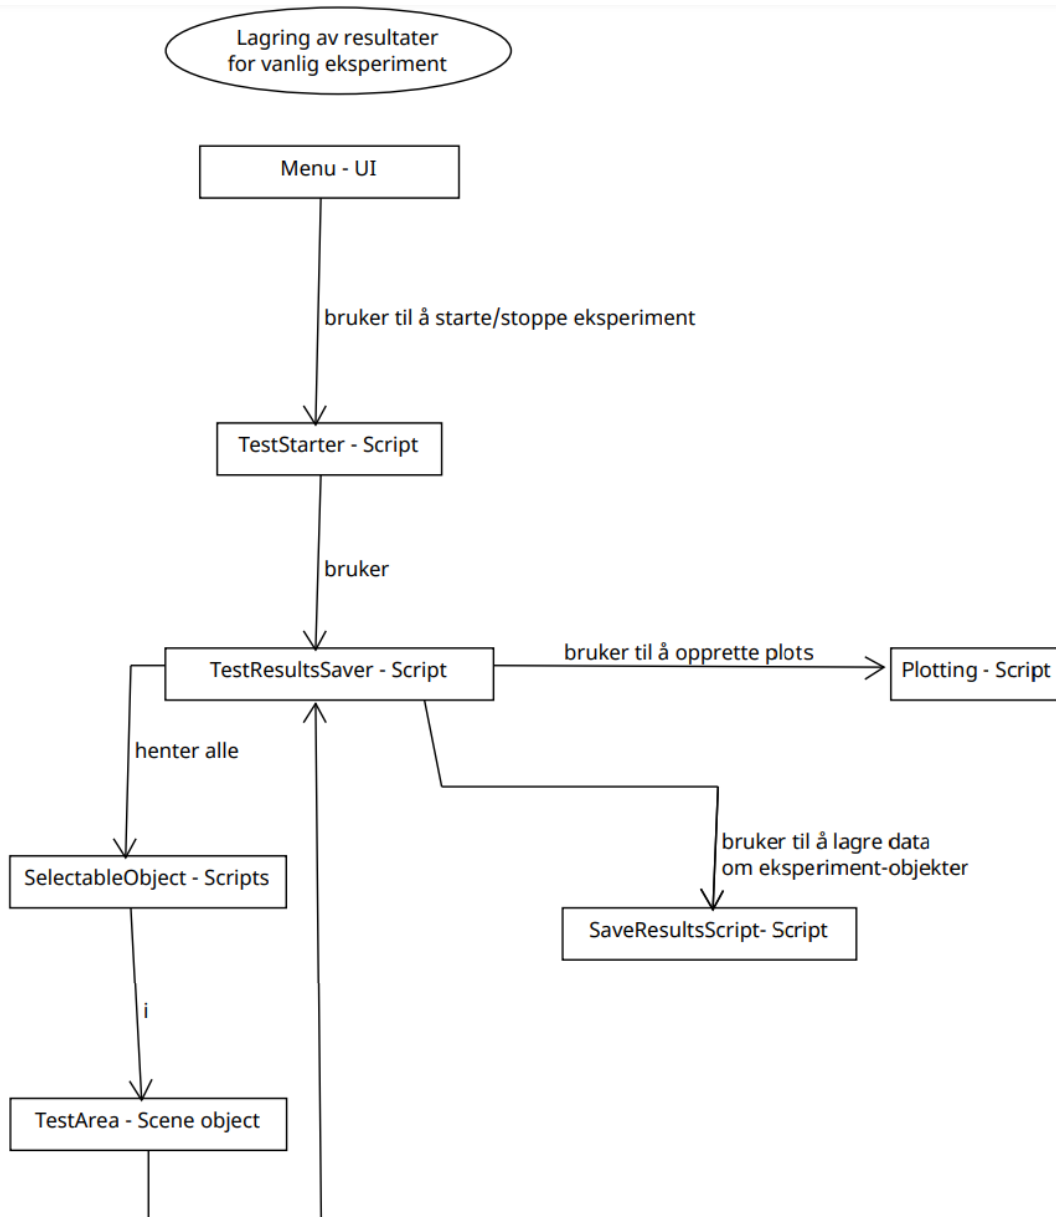 Lagring av resultater
for vanlig eksperiment
Menu - UI
bruker til å starte/stoppe eksperiment
TestStarter - Script
bruker
TestResultsSaver - Script
bruker til å opprette plots
Plotting - Script
henter alle
bruker til å lagre data
om eksperiment-objekter
SelectableObject - Scripts
SaveResultsScript- Script
i
TestArea - Scene object